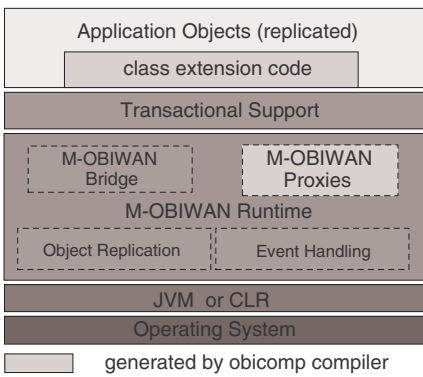 Application Objects (replicated)
class extension code
Transactional Support
M-OBIWAN
Bridge
M-OBIWAN
Proxies
M-OBIWAN Runtime
Object Replication
Event Handling
JVM or CLR
Operating System
generated by obicomp compiler